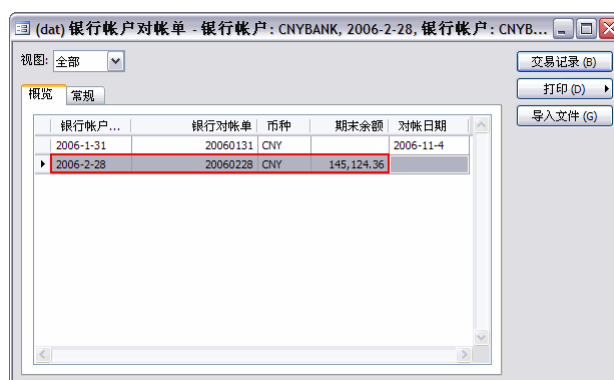 (dat) 银行帐户对帐单 - 银行帐户: CNYBANK, 2006-2-28, 银行帐户: CNYB...
视图: 全部
交易记录 (B)
打印 (D)
导入文件 (G)
概览 常规
银行帐户... 银行对帐单 币种 期末余额 对帐日期
2006-1-31 20060131 CNY 2006-11-4
2006-2-28 20060228 CNY 145,124.36